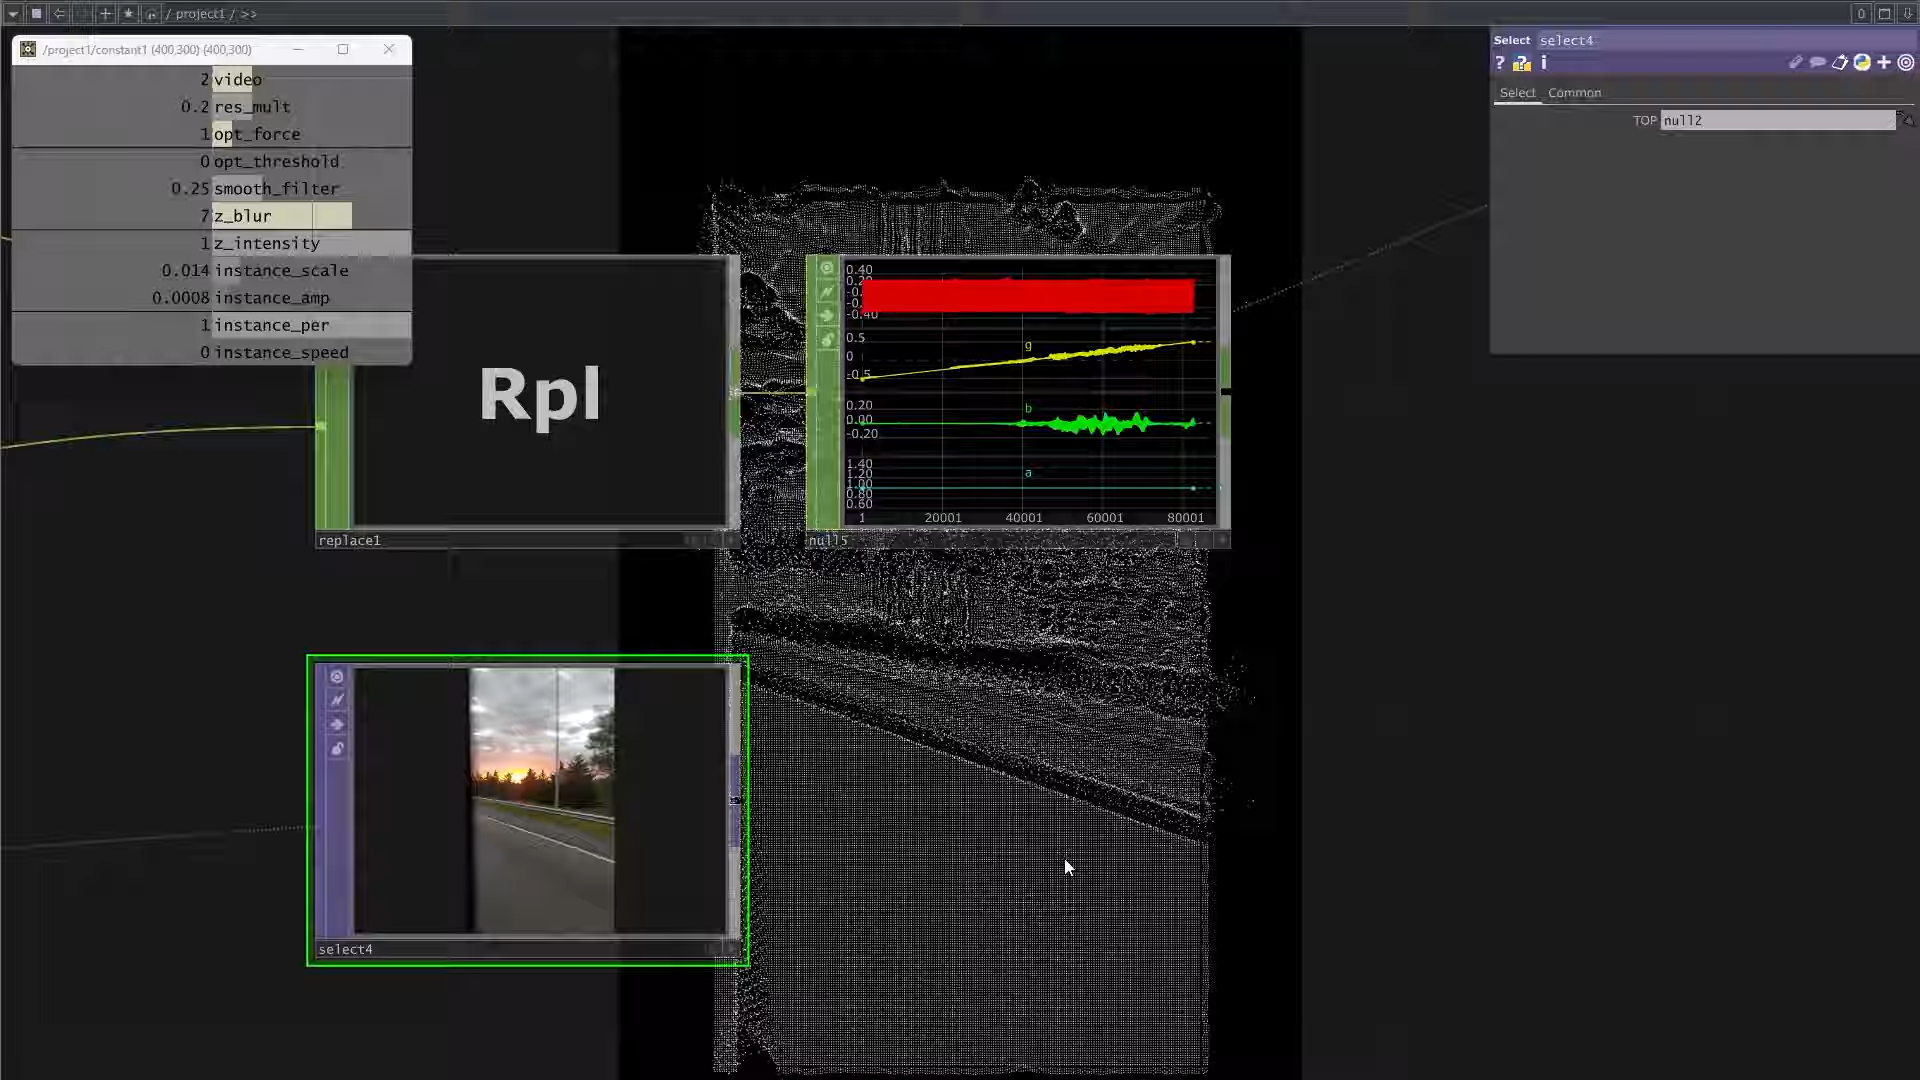 / project1 / >>
0
/project1/constant1 (400,300) (400,300)
2 video
0.2 res_mult
1 opt_force
0 opt_threshold
0.25 smooth_filter
7 z_blur
1 z_intensity
0.014 instance_scale
0.0008 instance_amp
1 instance_per
0 instance_speed
Select select4
? ? i
Select Common
TOP null2
Rpl
replace1
0.40
-0.40
0.5
g
0
-0.5
0.20
b
0.00
-0.20
1.40
a
1.20
1.00
0.80
0.60
1 20001 40001 60001 80001
null5
select4